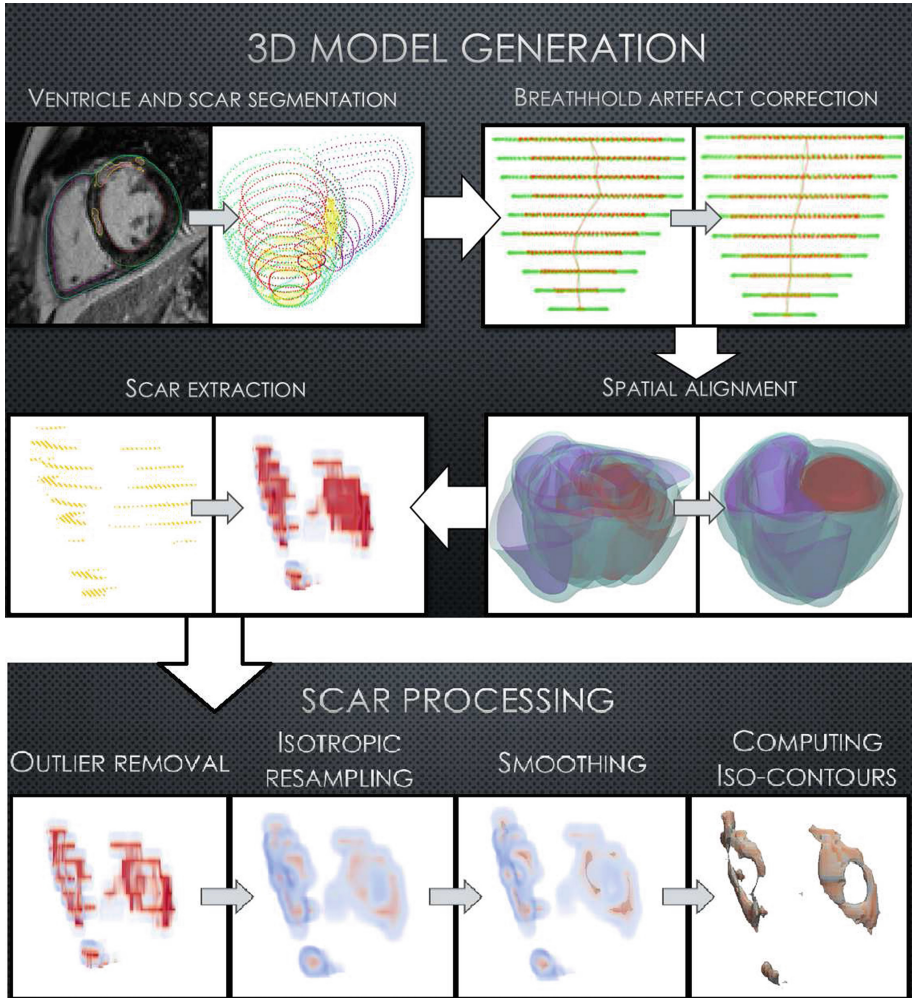 3D MODEL GENERATION
VENTRICLE AND SCAR SEGMENTATION
BREATHHOLD ARTEFACT CORRECTION
SCAR EXTRACTION
SPATIAL ALIGNMENT
SCAR PROCESSING
OUTLIER REMOVAL
ISOTROPIC
RESAMPLING
SMOOTHING
COMPUTING
ISO-CONTOURS